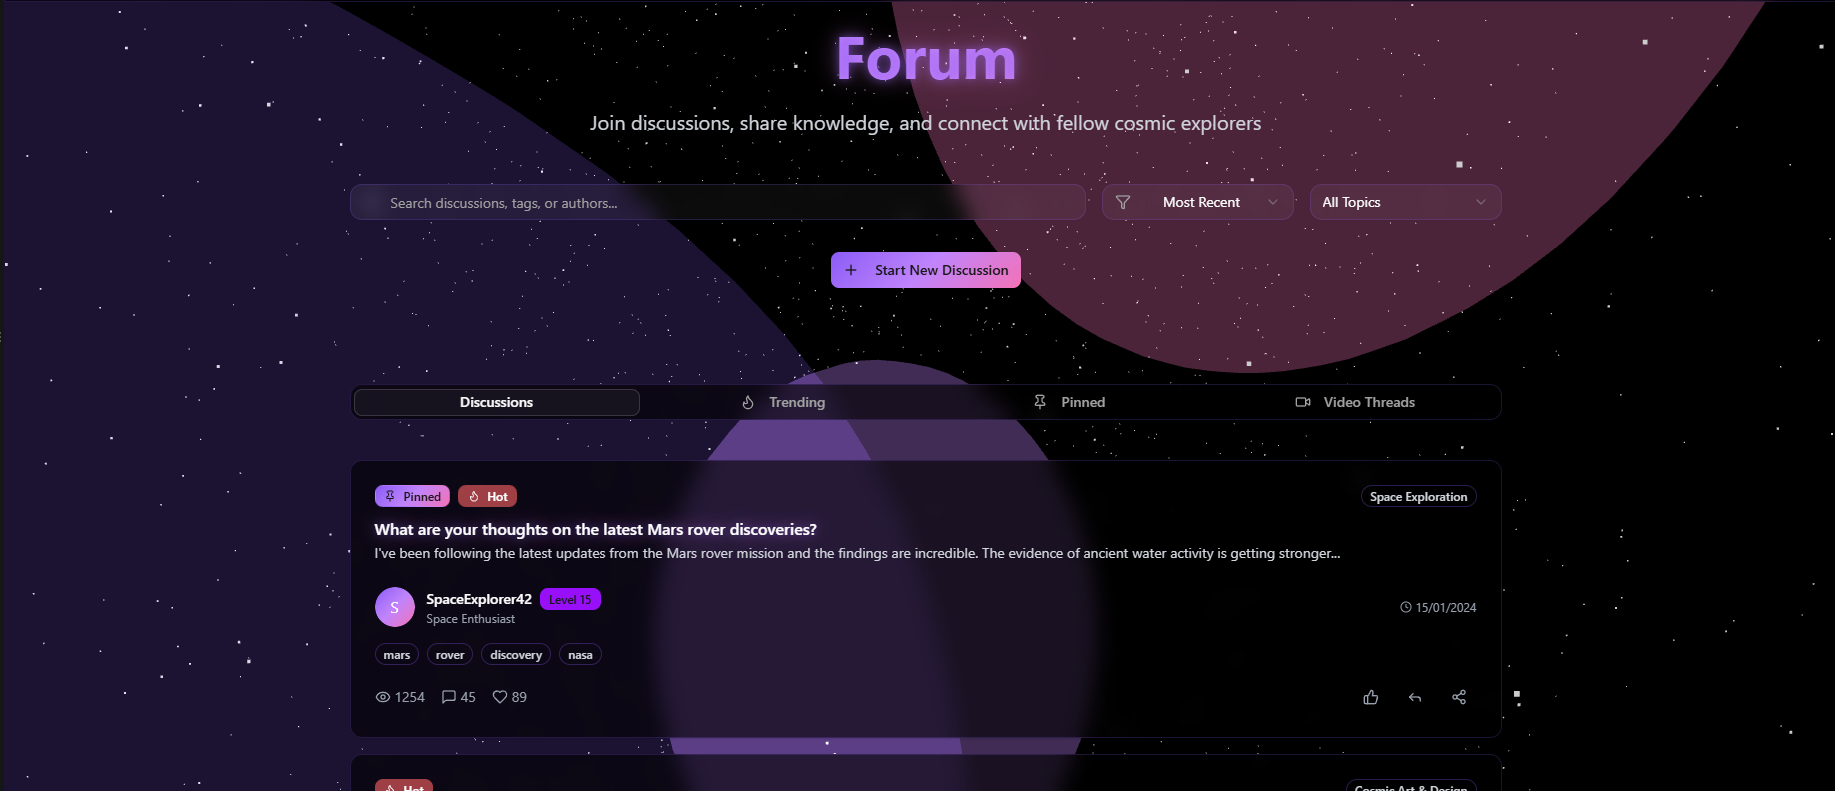 Forum
Join discussions, share knowledge, and connect with fellow cosmic explorers
Search discussions, tags, or authors...
Most Recent
All Topics
Start New Discussion
Discussions
Trending
Pinned
Video Threads
Pinned
Hot
Space Exploration
What are your thoughts on the latest Mars rover discoveries?
I've been following the latest updates from the Mars rover mission and the findings are incredible. The evidence of ancient water activity is getting stronger...
S
SpaceExplorer42
Level 15
Space Enthusiast
15/01/2024
mars
rover
discovery
nasa
1254
45
89
Hot
Cosmic Art & Design